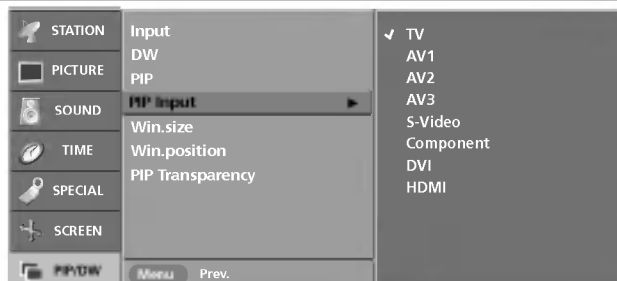 STATION
PICTURE
SOUND
TIME
SPECIAL
SCREEN
PIP/DW
Input
DW
PIP
PIP Input
Win.size
Win.position
PIP Transparency
Menu Prev.
TV
AV1
AV2
AV3
S-Video
Component
DVI
HDMI